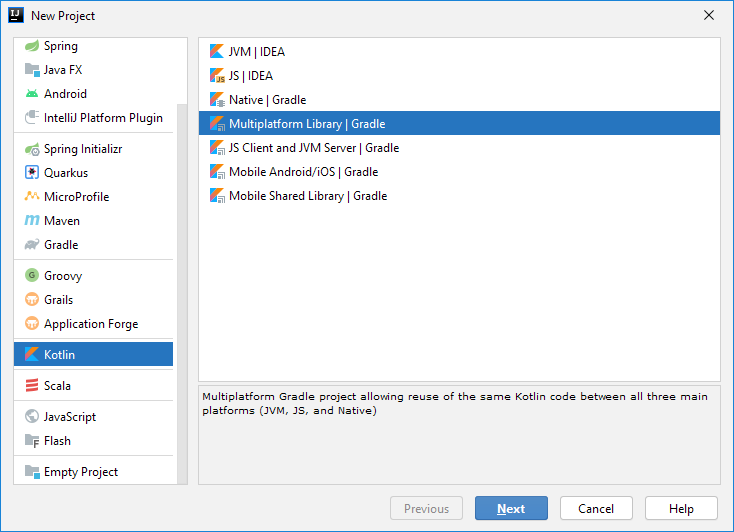 New Project
Spring
Java FX
Android
IntelliJ Platform Plugin
Spring Initializr
Quarkus
MicroProfile
Maven
Gradle
Groovy
Grails
Application Forge
Kotlin
Scala
JavaScript
Flash
Empty Project
JVM | IDEA
JS | IDEA
Native | Gradle
Multiplatform Library | Gradle
JS Client and JVM Server | Gradle
Mobile Android/iOS | Gradle
Mobile Shared Library | Gradle
Multiplatform Gradle project allowing reuse of the same Kotlin code between all three main
platforms (JVM, JS, and Native)
Previous
Next
Cancel
Help